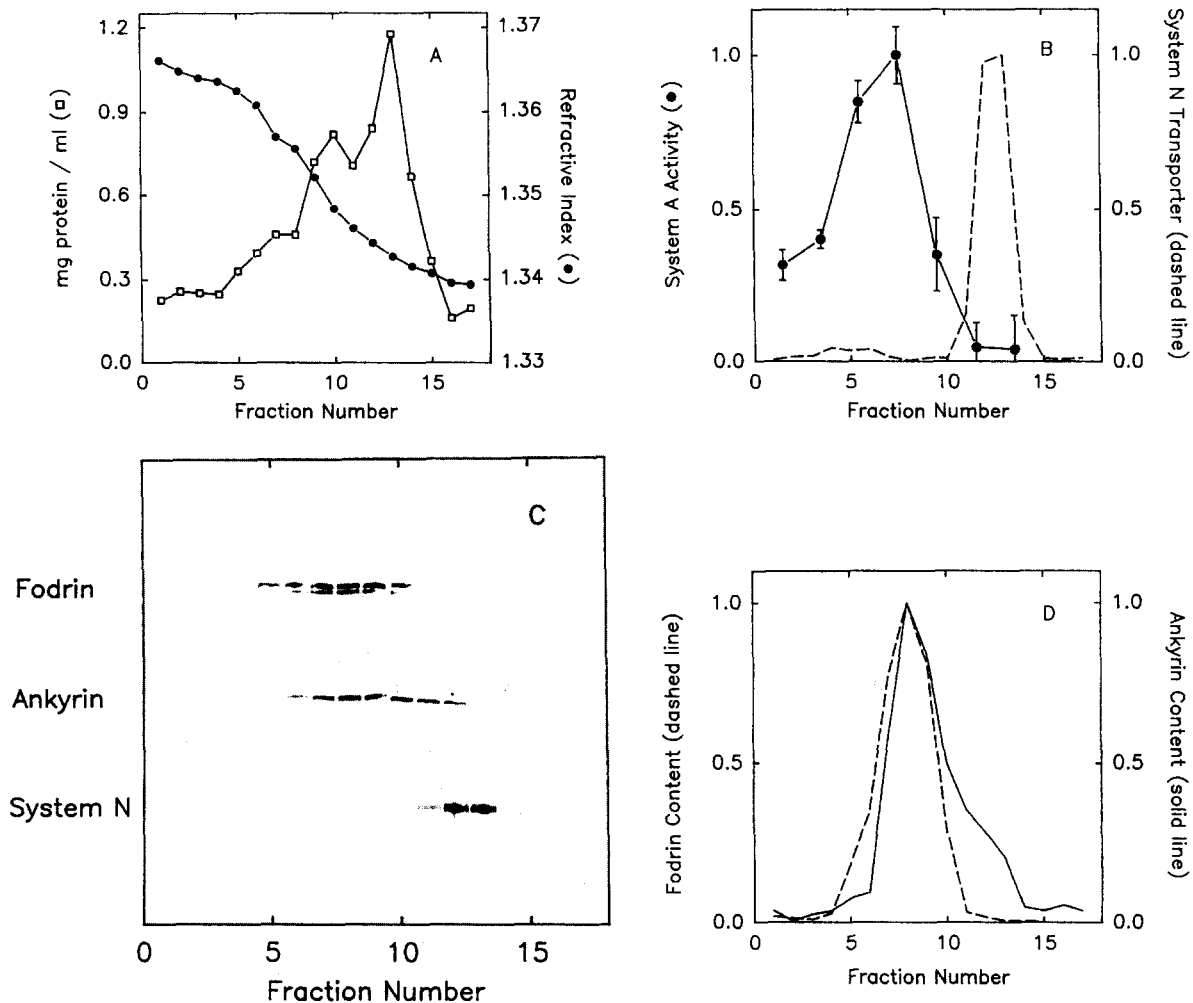 A
mg protein / ml (□)
1.2
0.9
0.6
0.3
0.0
1.37
1.36
1.35
1.34
1.33
Refractive Index (●)
0 5 10 15
Fraction Number
B
System A Activity (●)
1.0
0.5
0.0
1.0
0.5
0.0
System N Transporter (dashed line)
0 5 10 15
Fraction Number
C
Fodrin
Ankyrin
System N
0 5 10 15
Fraction Number
D
Fodrin Content (dashed line)
1.0
0.5
0.0
1.0
0.5
0.0
Ankyrin Content (solid line)
0 5 10 15
Fraction Number